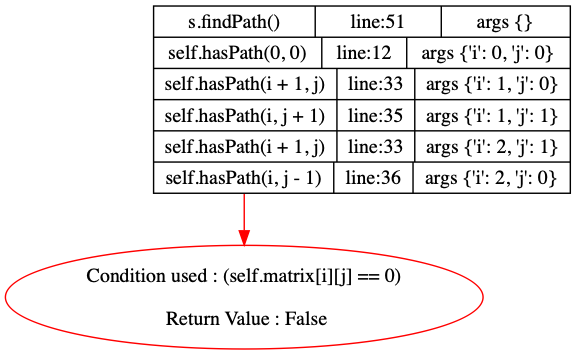 s.findPath() line:51 args {}
self.hasPath(0, 0) line:12 args {'i': 0, 'j': 0}
self.hasPath(i + 1, j) line:33 args {'i': 1, 'j': 0}
self.hasPath(i, j + 1) line:35 args {'i': 1, 'j': 1}
self.hasPath(i + 1, j) line:33 args {'i': 2, 'j': 1}
self.hasPath(i, j - 1) line:36 args {'i': 2, 'j': 0}
Condition used : (self.matrix[i][j] == 0)
Return Value : False